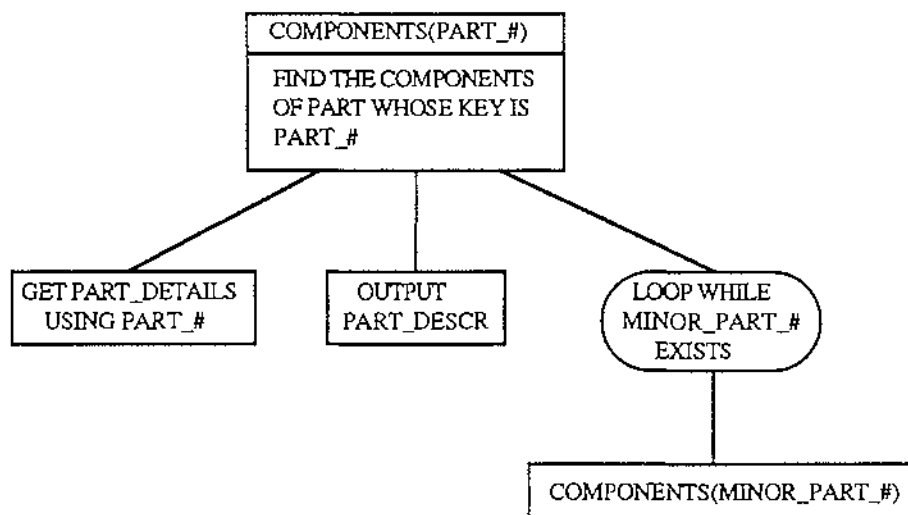 COMPONENTS(PART_#)
FIND THE COMPONENTS
OF PART WHOSE KEY IS
PART_#
GET PART_DETAILS
USING PART_#
OUTPUT
PART_DESCR
LOOP WHILE
MINOR_PART_#
EXISTS
COMPONENTS(MINOR_PART_#)